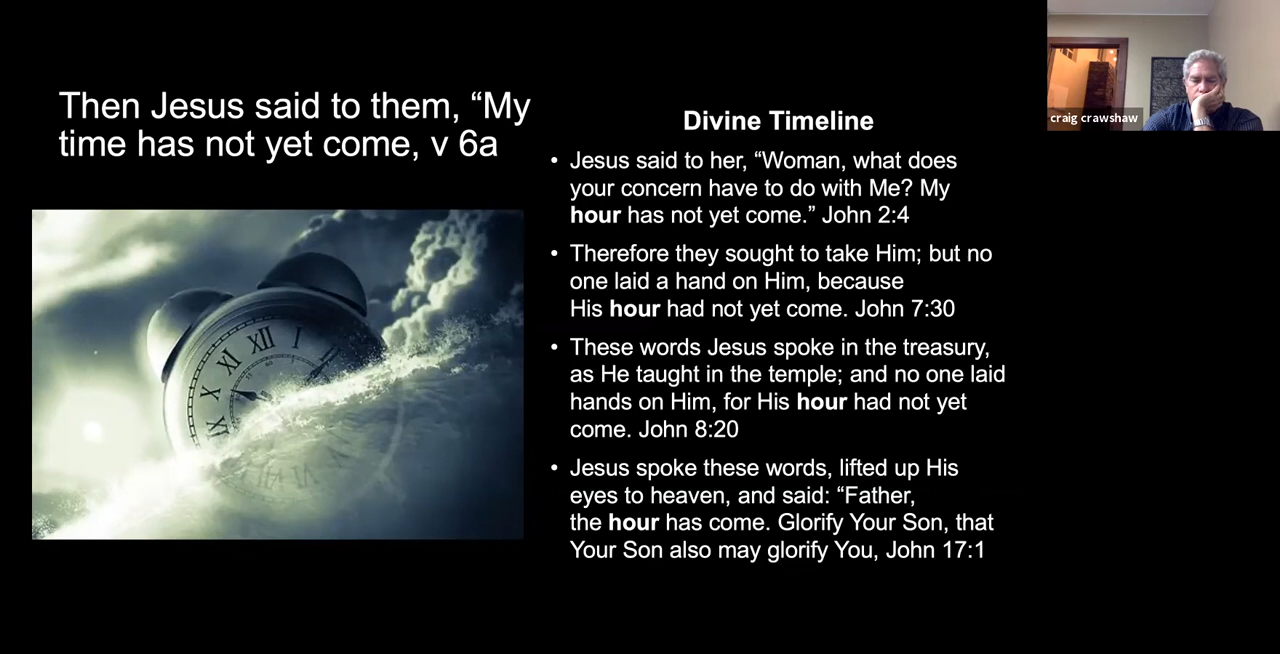 Then Jesus said to them, “My
time has not yet come, v 6a
Divine Timeline
• Jesus said to her, “Woman, what does
your concern have to do with Me? My
hour has not yet come.” John 2:4
• Therefore they sought to take Him; but no
one laid a hand on Him, because
His hour had not yet come. John 7:30
• These words Jesus spoke in the treasury,
as He taught in the temple; and no one laid
hands on Him, for His hour had not yet
come. John 8:20
• Jesus spoke these words, lifted up His
eyes to heaven, and said: “Father,
the hour has come. Glorify Your Son, that
Your Son also may glorify You, John 17:1
craig crawshaw
IX X XI XII I